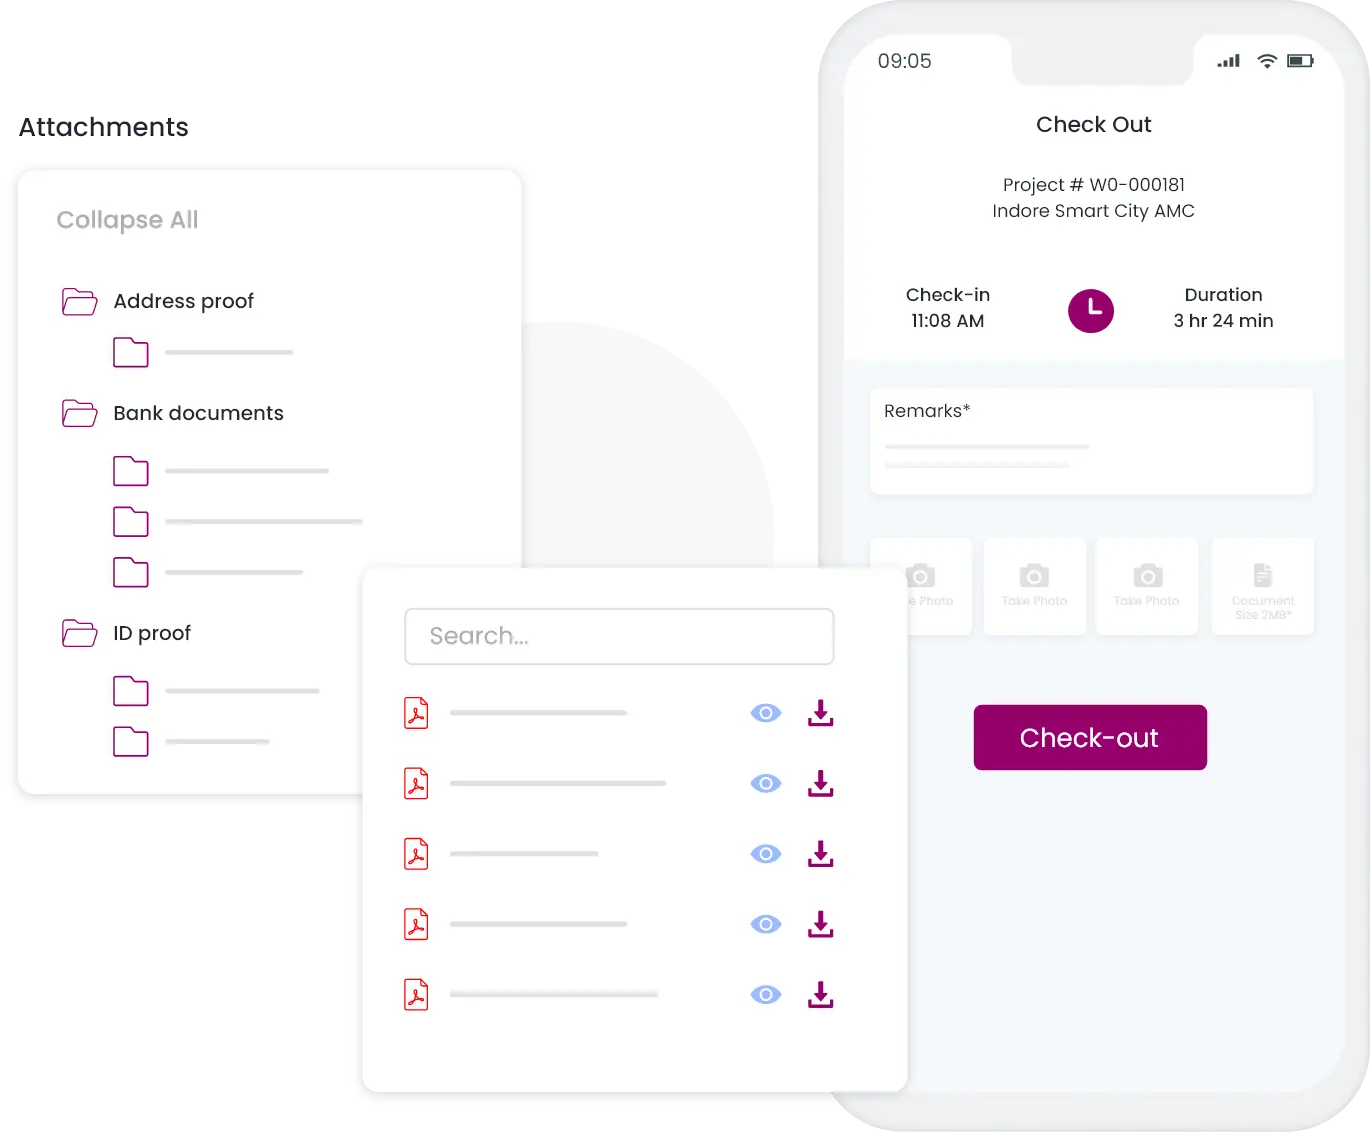 Attachments
Collapse All
Address proof
Bank documents
ID proof
Search...
09:05
Check Out
Project # W0-000181
Indore Smart City AMC
Check-in
11:08 AM
Duration
3 hr 24 min
Remarks*
Photo
Take Photo
Take Photo
Document
Size 2MB*
Check-out